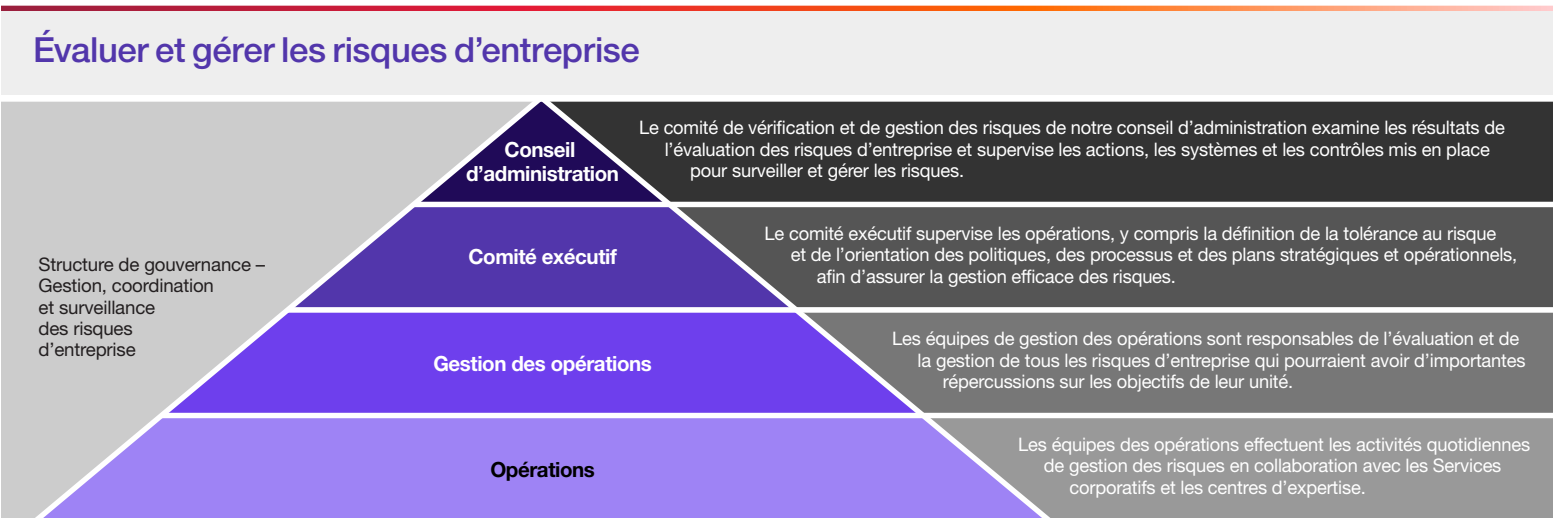 Évaluer et gérer les risques d’entreprise
Structure de gouvernance –
Gestion, coordination
et surveillance
des risques
d’entreprise
Conseil
d’administration
Le comité de vérification et de gestion des risques de notre conseil d’administration examine les résultats de
l’évaluation des risques d’entreprise et supervise les actions, les systèmes et les contrôles mis en place
pour surveiller et gérer les risques.
Comité exécutif
Le comité exécutif supervise les opérations, y compris la définition de la tolérance au risque
et de l’orientation des politiques, des processus et des plans stratégiques et opérationnels,
afin d’assurer la gestion efficace des risques.
Gestion des opérations
Les équipes de gestion des opérations sont responsables de l’évaluation et de
la gestion de tous les risques d’entreprise qui pourraient avoir d’importantes
répercussions sur les objectifs de leur unité.
Opérations
Les équipes des opérations effectuent les activités quotidiennes
de gestion des risques en collaboration avec les Services
corporatifs et les centres d’expertise.